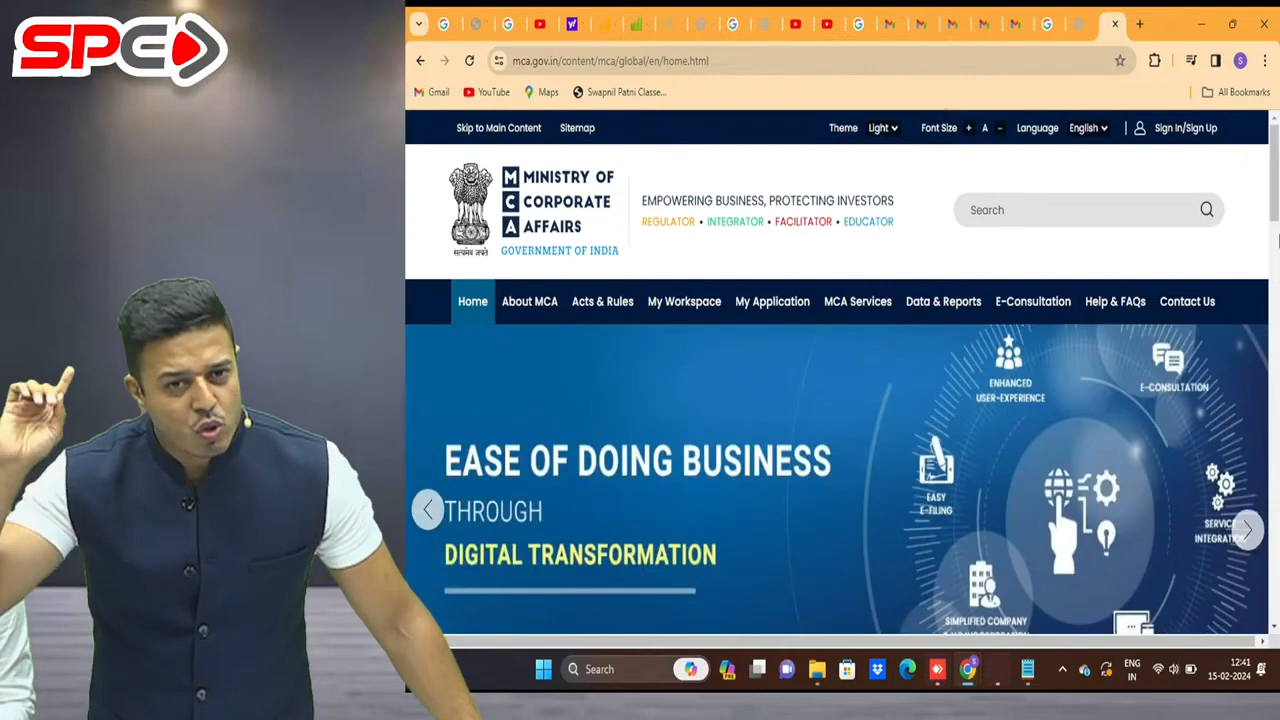 SPC
mca.gov.in/content/mca/global/en/home.html
Gmail
YouTube
Maps
Swapnil Patni Classe...
All Bookmarks
Skip to Main Content
Sitemap
Theme
Light
Font Size + A -
Language
English
Sign In/Sign Up
MINISTRY OF
CORPORATE
AFFAIRS
GOVERNMENT OF INDIA
सत्यमेव जयते
EMPOWERING BUSINESS, PROTECTING INVESTORS
REGULATOR • INTEGRATOR • FACILITATOR • EDUCATOR
Search
Home
About MCA
Acts & Rules
My Workspace
My Application
MCA Services
Data & Reports
E-Consultation
Help & FAQs
Contact Us
EASE OF DOING BUSINESS
THROUGH
DIGITAL TRANSFORMATION
ENHANCED
USER-EXPERIENCE
E-CONSULTATION
EASY
E-FILING
SERVICE
INTEGRATION
SIMPLIFIED COMPANY
Search
ENG
IN
12:41
15-02-2024